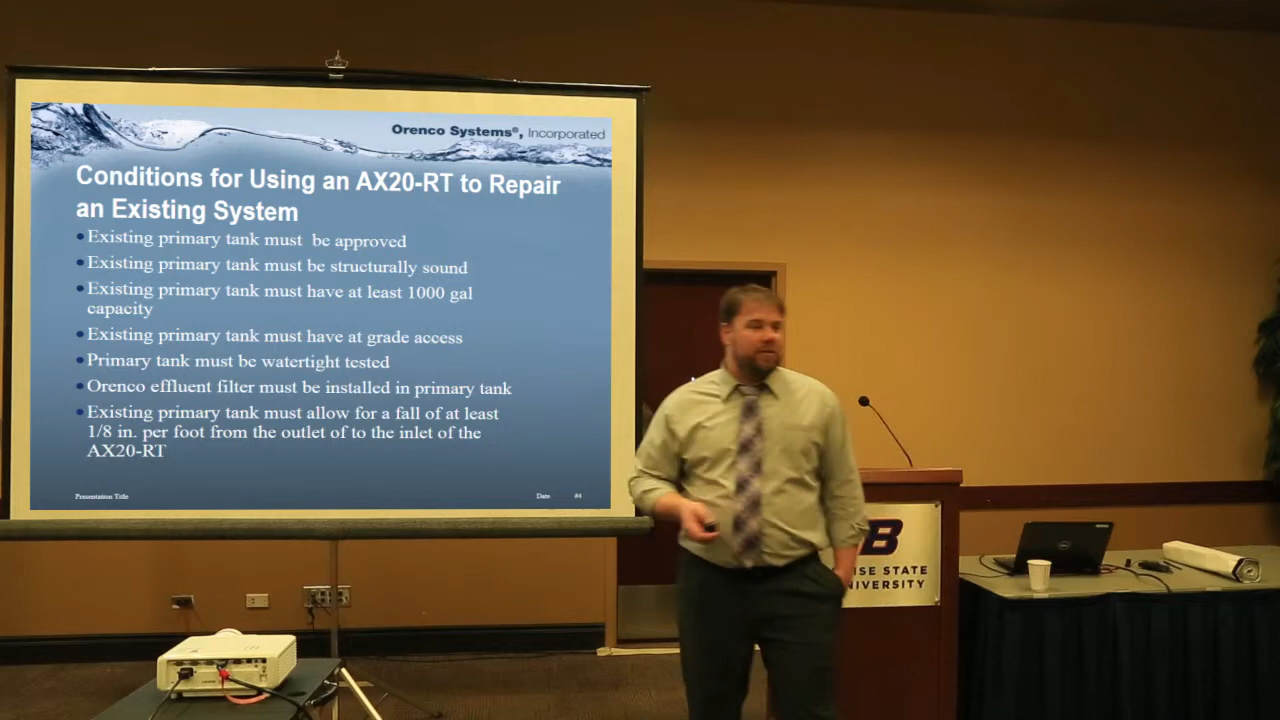 Orenco Systems®, Incorporated
Conditions for Using an AX20-RT to Repair
an Existing System
• Existing primary tank must be approved
• Existing primary tank must be structurally sound
• Existing primary tank must have at least 1000 gal
capacity
• Existing primary tank must have at grade access
• Primary tank must be watertight tested
• Orenco effluent filter must be installed in primary tank
• Existing primary tank must allow for a fall of at least
1/8 in. per foot from the outlet of to the inlet of the
AX20-RT
Presentation Title Date #4
B
ISE STATE
NIVERSITY
DELL